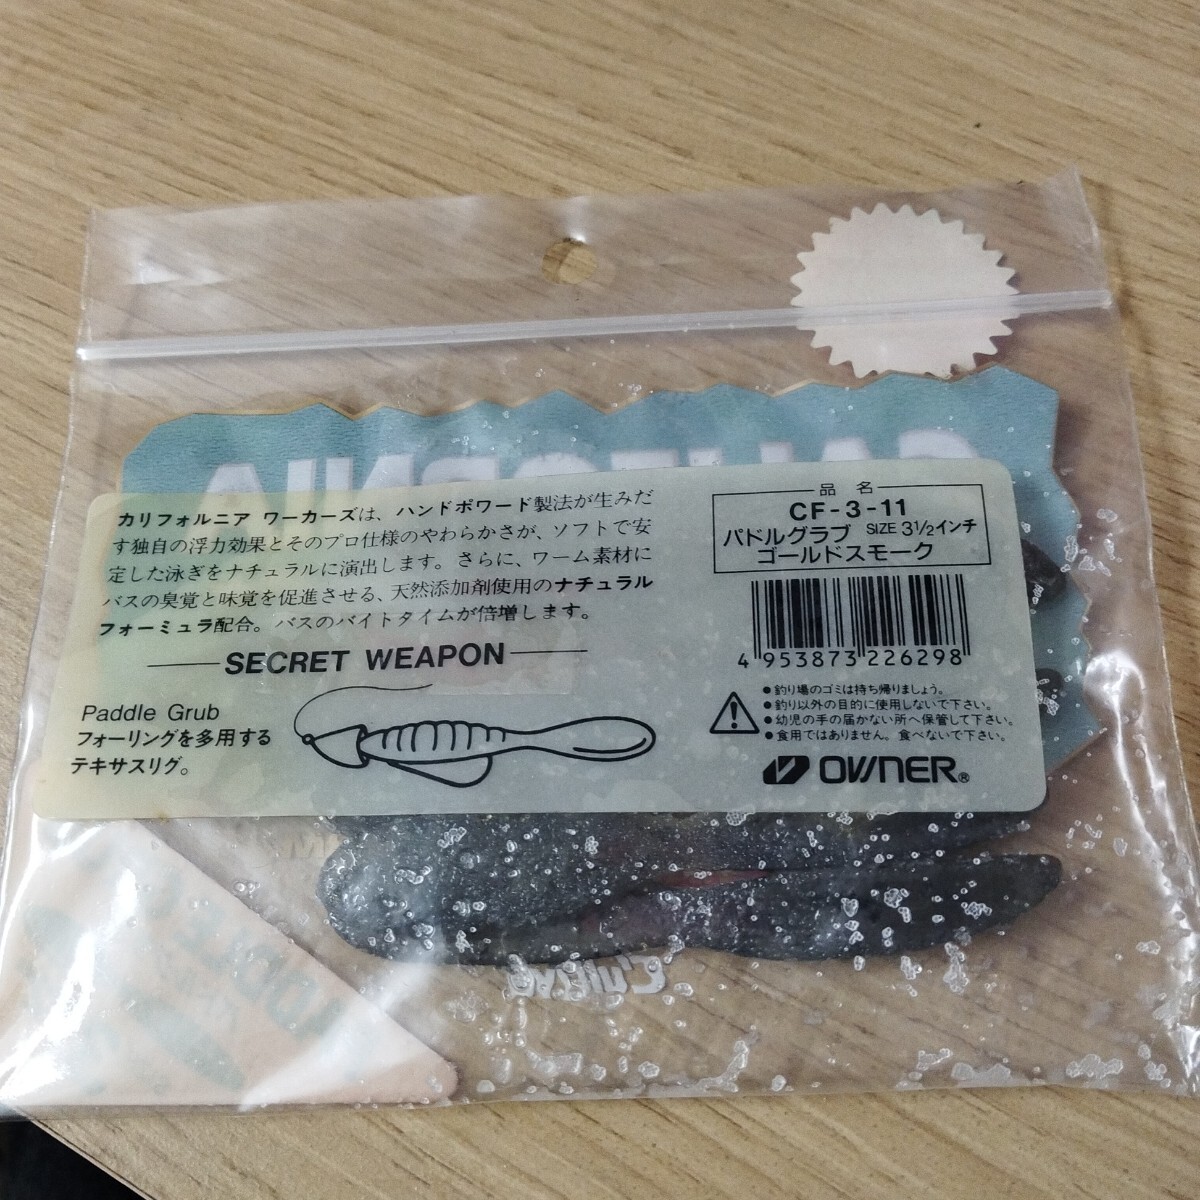 CALIFORNIA
カリフォルニア ワーカーズは、ハンドポワード製法が生みだ
す独自の浮力効果とそのプロ仕様のやわらかさが、ソフトで安
定した泳ぎをナチュラルに演出します。さらに、ワーム素材に
バスの臭覚と味覚を促進させる、天然添加剤使用のナチュラル
フォーミュラ配合。バスのバイトタイムが倍増します。
SECRET WEAPON
Paddle Grub
フォーリングを多用する
テキサスリグ。
品名
CF-3-11
パドルグラブ SIZE 3½インチ
ゴールドスモーク
4 953873 226298
●釣り場のゴミは持ち帰りましょう。
●釣り以外の目的に使用しないで下さい。
●幼児の手の届かない所へ保管して下さい。
●食用ではありません。食べないで下さい。
OWNER®
C'ultiva